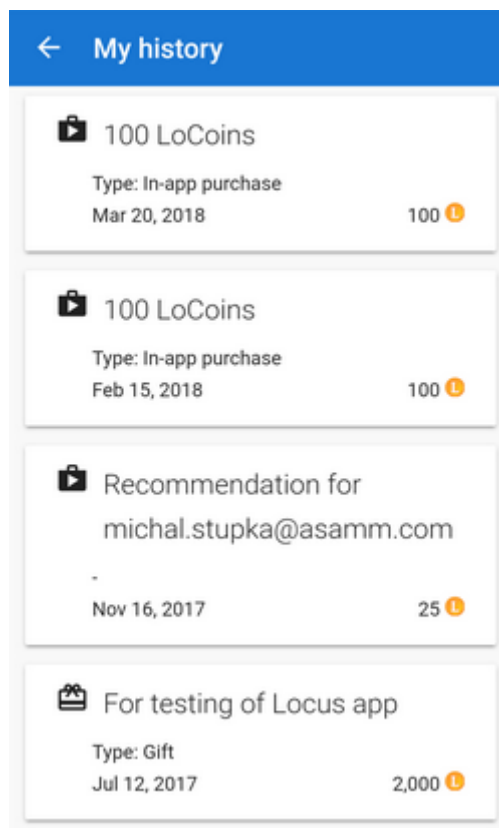 My history
100 LoCoins
Type: In-app purchase
Mar 20, 2018 100 L
100 LoCoins
Type: In-app purchase
Feb 15, 2018 100 L
Recommendation for
michal.stupka@asamm.com
-
Nov 16, 2017 25 L
For testing of Locus app
Type: Gift
Jul 12, 2017 2,000 L